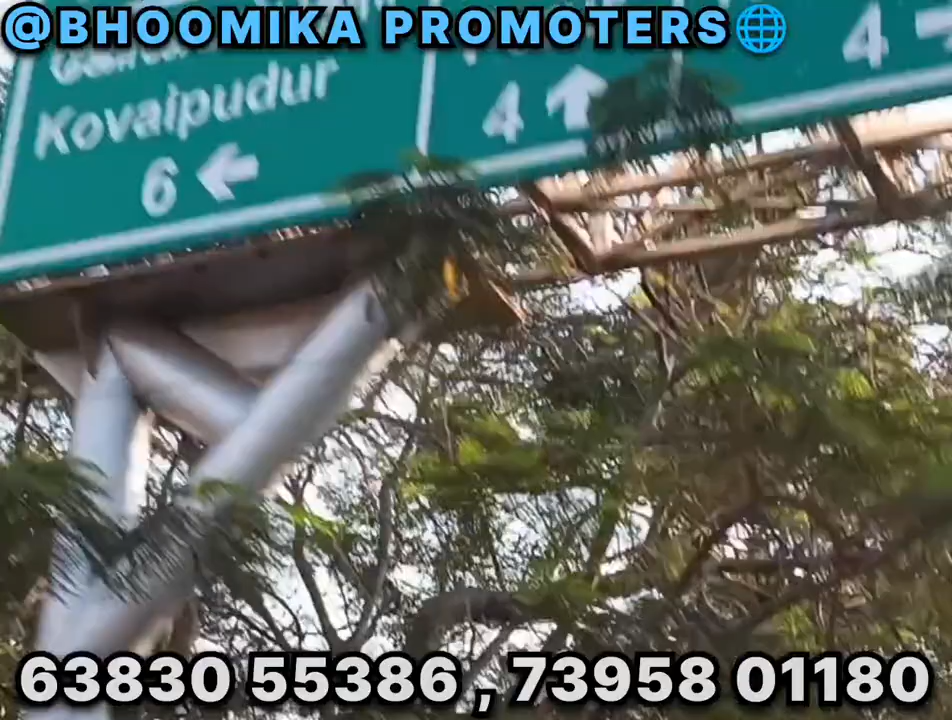 @BHOOMIKA PROMOTERS🌐
Kovaipudur
6 ←
4 ↑
4 →
63830 55386 , 73958 01180